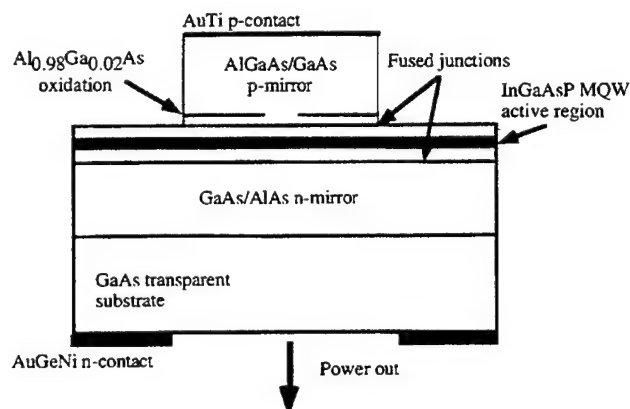 AuTi p-contact
Al0.98Ga0.02As
oxidation
AlGaAs/GaAs
p-mirror
Fused junctions
InGaAsP MQW
active region
GaAs/AlAs n-mirror
GaAs transparent
substrate
AuGeNi n-contact
Power out